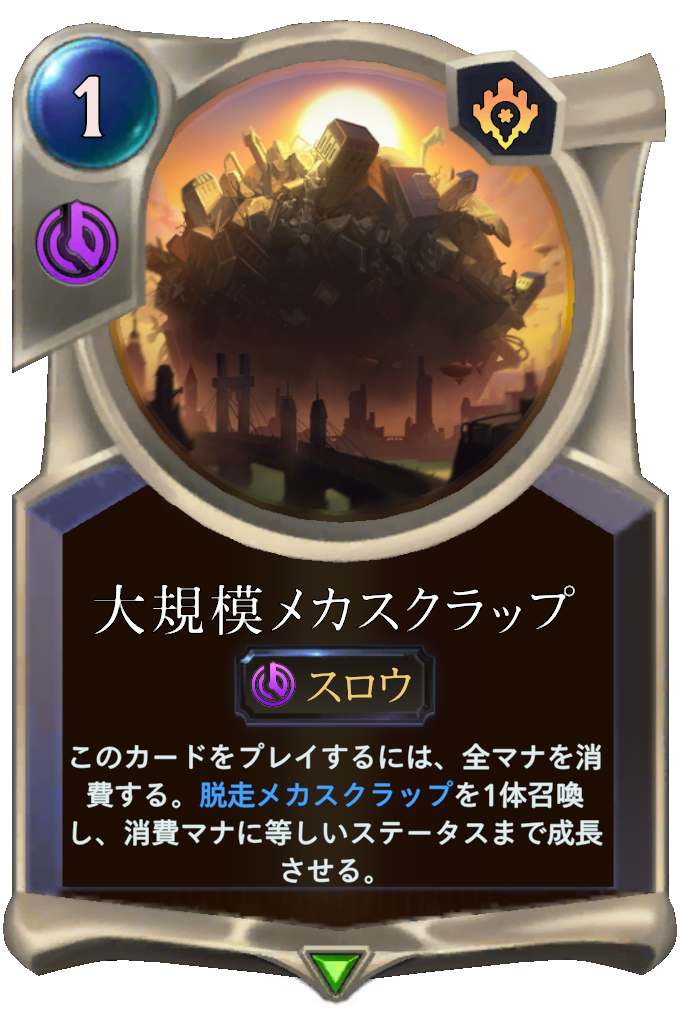 1
大規模メカスクラップ
スロウ
このカードをプレイするには、全マナを消
費する。脱走メカスクラップを1体召喚
し、消費マナに等しいステータスまで成長
させる。